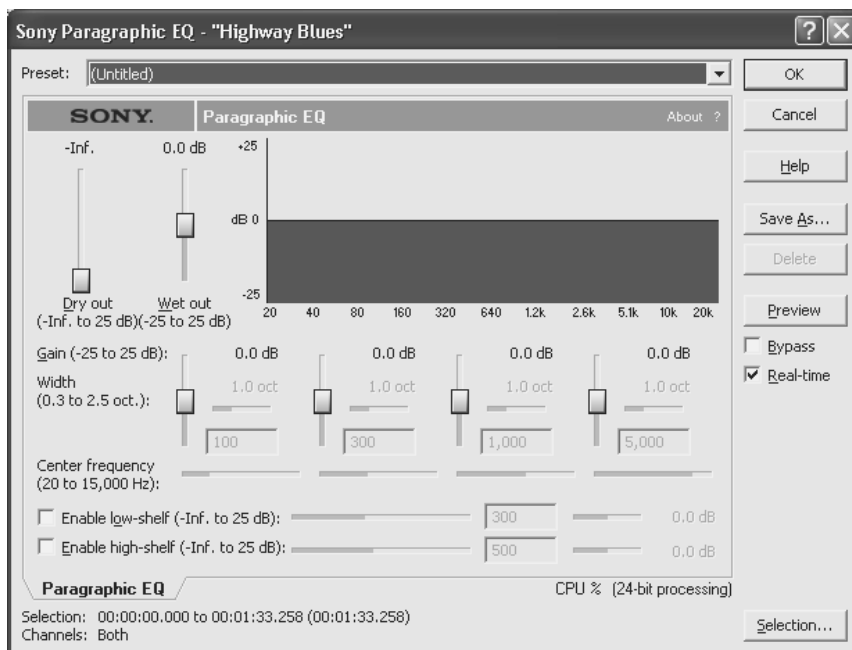 Sony Paragraphic EQ - "Highway Blues"
Preset: (Untitled)
OK
Cancel
Help
Save As...
Delete
Preview
Bypass
Real-time
SONY. Paragraphic EQ About ?
-Inf. 0.0 dB
+25
dB 0
-25
20 40 80 160 320 640 1.2k 2.6k 5.1k 10k 20k
Dry out Wet out
(-Inf. to 25 dB)(-25 to 25 dB)
Gain (-25 to 25 dB): 0.0 dB 0.0 dB 0.0 dB 0.0 dB
Width
(0.3 to 2.5 oct.): 1.0 oct 1.0 oct 1.0 oct 1.0 oct
100 300 1,000 5,000
Center frequency
(20 to 15,000 Hz):
Enable low-shelf (-Inf. to 25 dB): 300 0.0 dB
Enable high-shelf (-Inf. to 25 dB): 500 0.0 dB
Paragraphic EQ
CPU % (24-bit processing)
Selection: 00:00:00.000 to 00:01:33.258 (00:01:33.258)
Channels: Both
Selection...